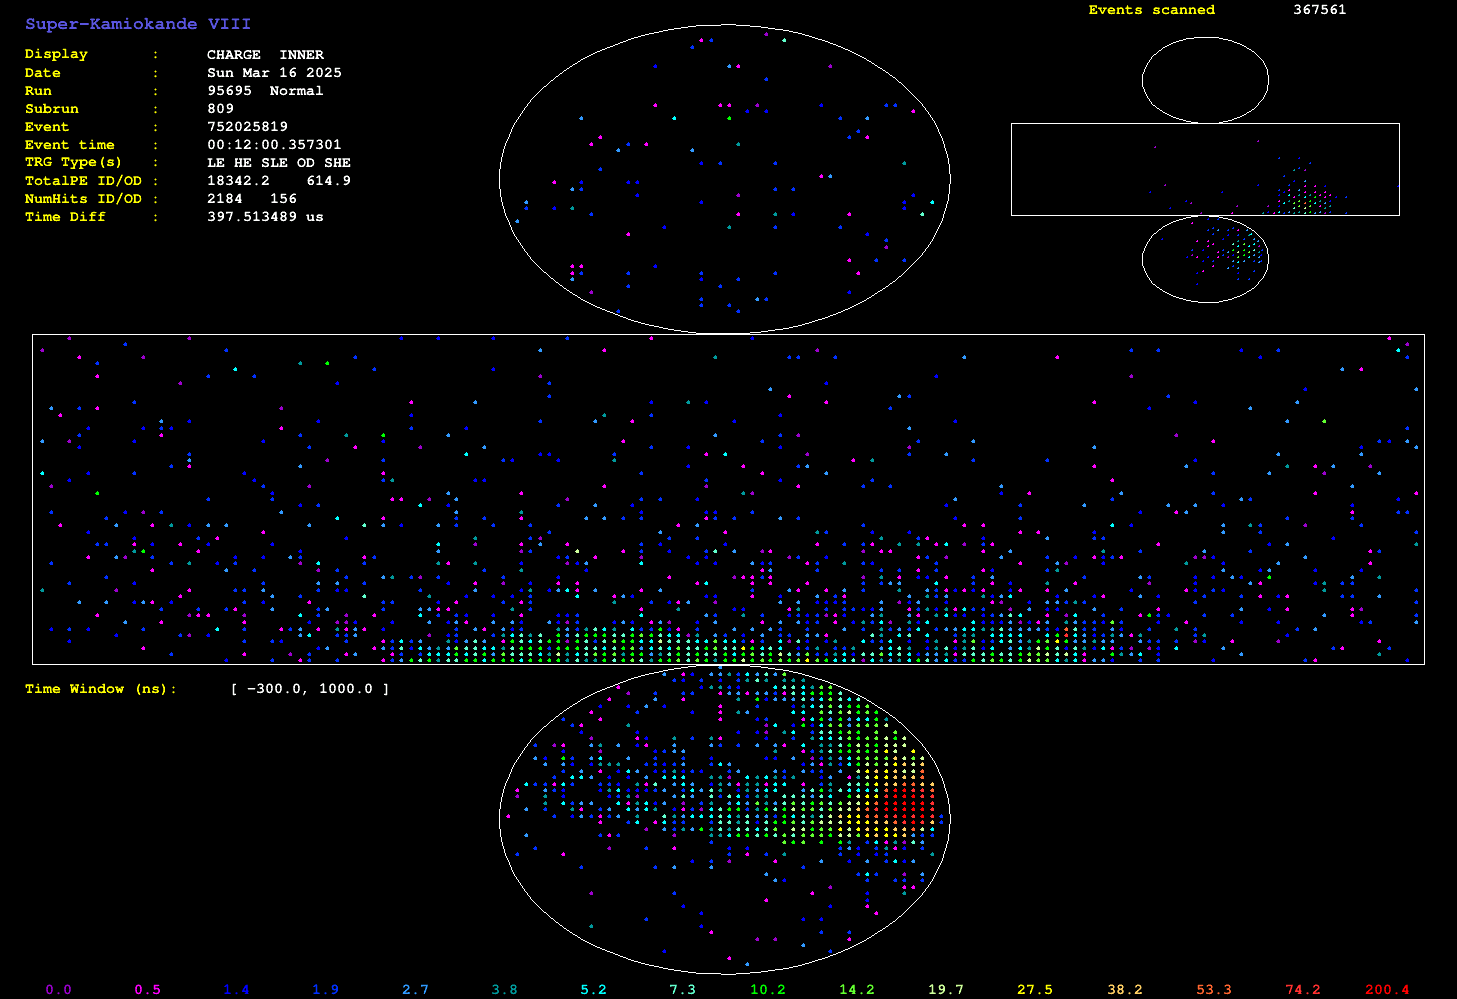 Super-Kamiokande VIII
Display : CHARGE INNER
Date : Sun Mar 16 2025
Run : 95695 Normal
Subrun : 809
Event : 752025819
Event time : 00:12:00.357301
TRG Type(s) : LE HE SLE OD SHE
TotalPE ID/OD : 18342.2 614.9
NumHits ID/OD : 2184 156
Time Diff : 397.513489 us
Events scanned 367561
Time Window (ns): [ -300.0, 1000.0 ]
0.0 0.5 1.4 1.9 2.7 3.8 5.2 7.3 10.2 14.2 19.7 27.5 38.2 53.3 74.2 200.4